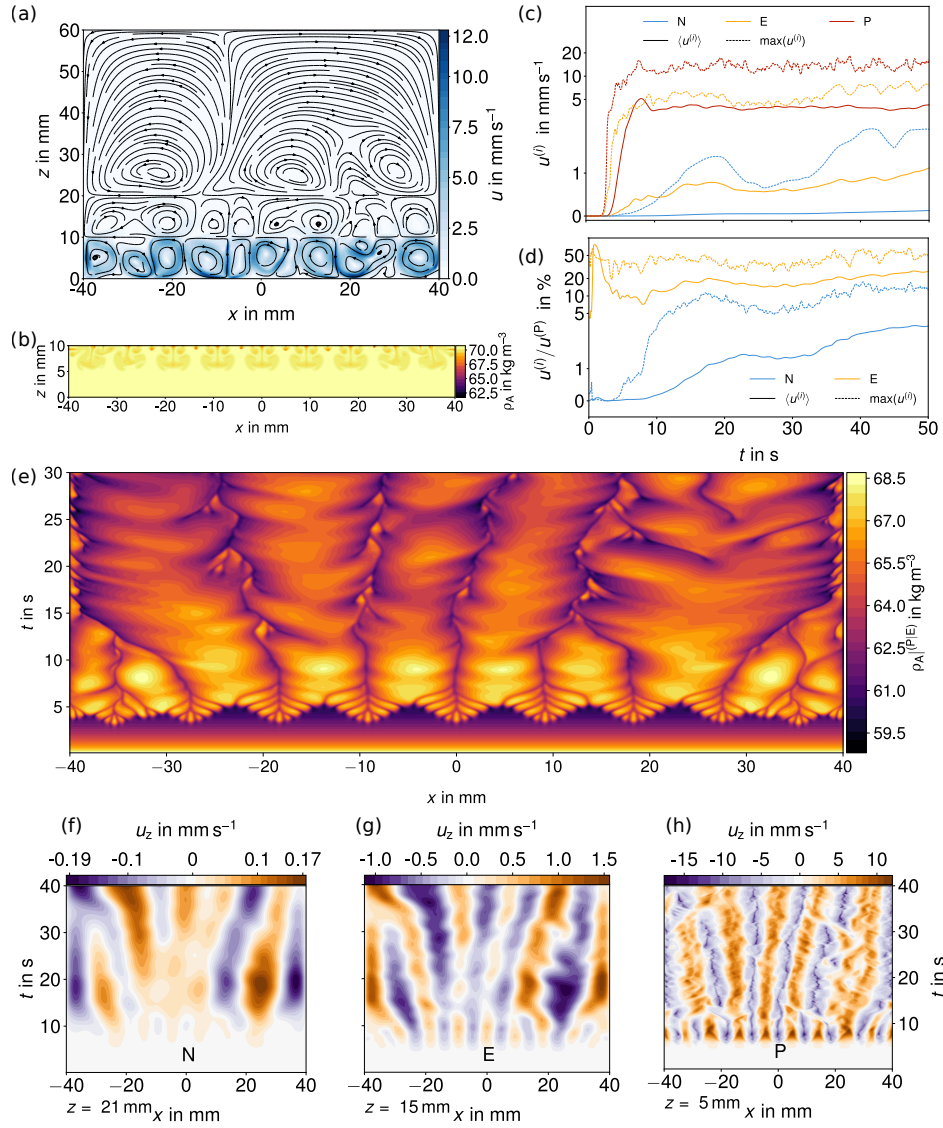 (a)
60
50
40
30
20
10
0
z in mm
-40 -20 0 20 40
x in mm
12.0
10.0
7.5
5.0
2.5
0.0
u in mm s⁻¹
(b)
10
5
0
z in mm
-40 -30 -20 -10 0 10 20 30 40
x in mm
70.0
67.5
65.0
62.5
ρA in kg m⁻³
(c)
N E P
⟨u⁽ⁱ⁾⟩ max(u⁽ⁱ⁾)
20
10
5
1
0
u⁽ⁱ⁾ in mm s⁻¹
(d)
50
20
10
5
1
0
u⁽ⁱ⁾/u⁽ᴾ⁾ in %
N E
⟨u⁽ⁱ⁾⟩ max(u⁽ⁱ⁾)
0 10 20 30 40 50
t in s
(e)
30
25
20
15
10
5
t in s
−40 −30 −20 −10 0 10 20 30 40
x in mm
68.5
67.0
65.5
64.0
62.5
61.0
59.5
ρA|⁽ᴾ|ᴱ⁾ in kg m⁻³
(f)
uz in mm s⁻¹
-0.19 -0.1 0 0.1 0.17
40
30
20
10
t in s
N
−40 −20 0 20 40
z = 21 mm x in mm
(g)
uz in mm s⁻¹
-1.0 -0.5 0.0 0.5 1.0 1.5
E
−40 −20 0 20 40
z = 15 mm x in mm
(h)
uz in mm s⁻¹
-15 -10 -5 0 5 10
40
30
20
10
t in s
P
−40 −20 0 20 40
z = 5 mm x in mm